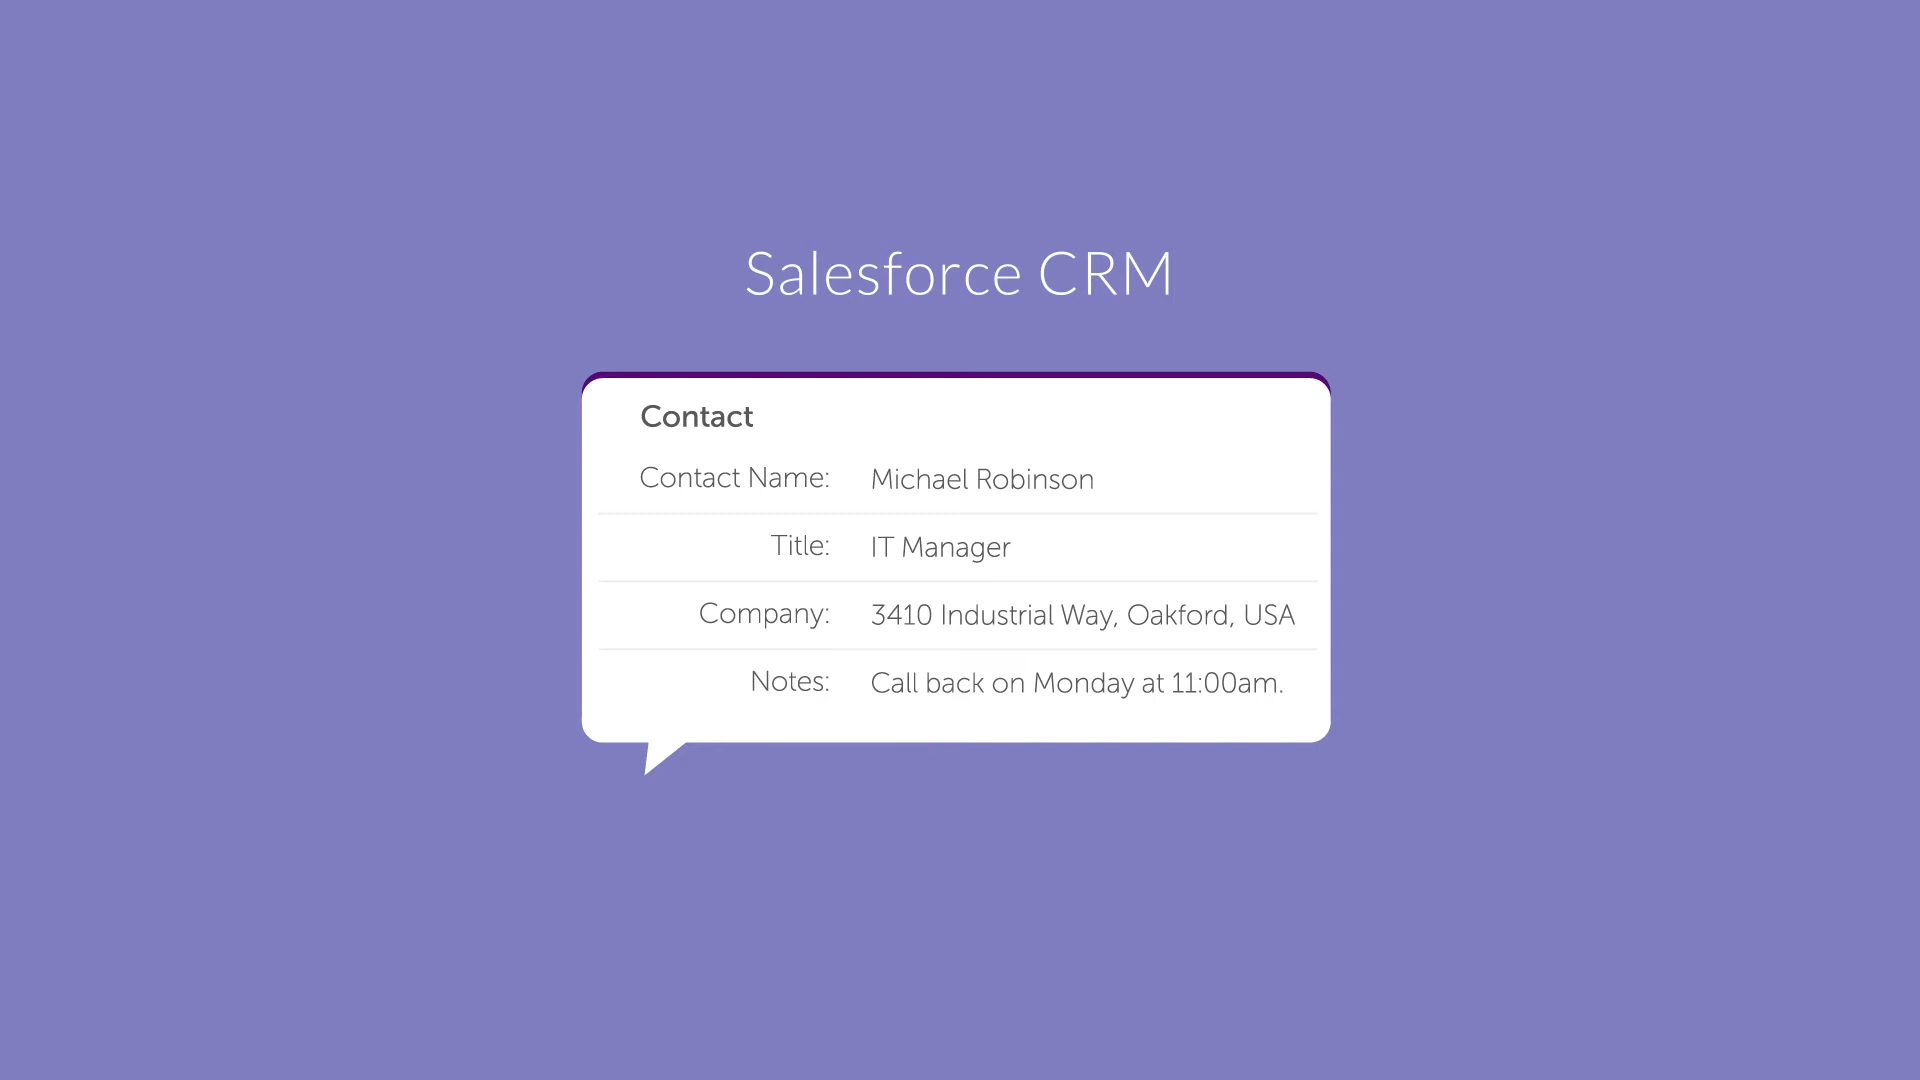 Salesforce CRM
Contact
Contact Name: Michael Robinson
Title: IT Manager
Company: 3410 Industrial Way, Oakford, USA
Notes: Call back on Monday at 11:00am.